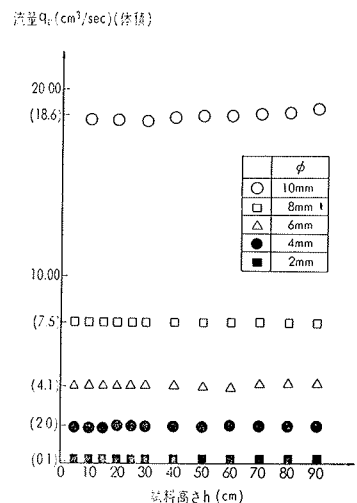 流量q₀(cm³/sec)(体積)
20.00
(18.6)
φ
○ 10mm
□ 8mm
△ 6mm
● 4mm
■ 2mm
10.00
(7.5)
(4.1)
(2.0)
(0.1)
0 10 20 30 40 50 60 70 80 90
試料高さh(cm)